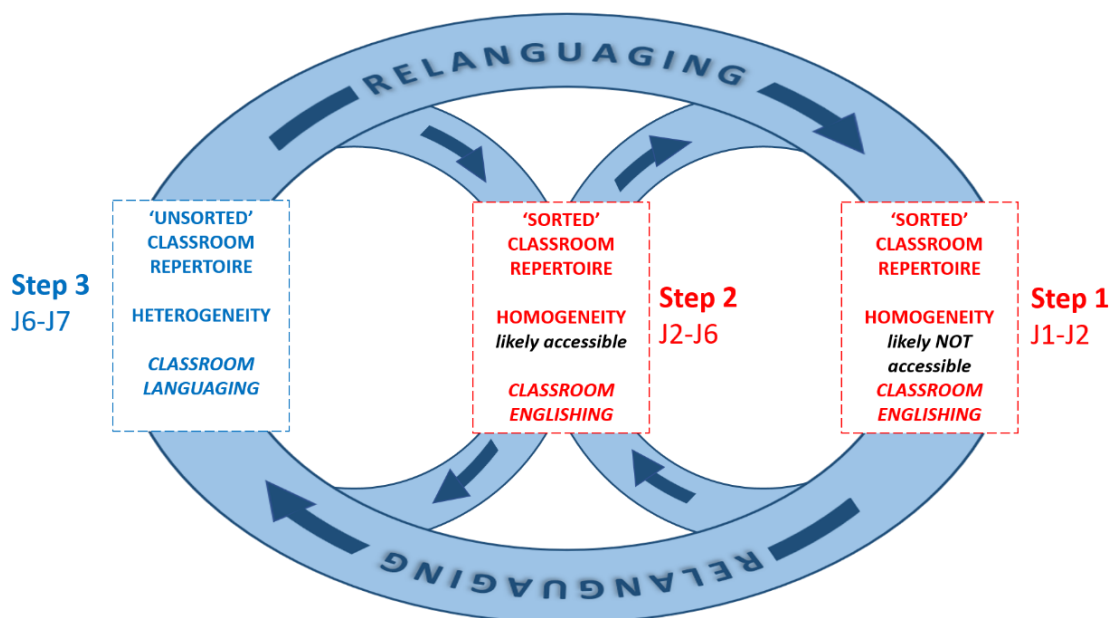 RELANGUAGING
Step 3
J6-J7
‘UNSORTED’
CLASSROOM
REPERTOIRE
HETEROGENEITY
CLASSROOM
LANGUAGING
‘SORTED’
CLASSROOM
REPERTOIRE
HOMOGENEITY
likely accessible
CLASSROOM
ENGLISHING
Step 2
J2-J6
‘SORTED’
CLASSROOM
REPERTOIRE
HOMOGENEITY
likely NOT
accessible
CLASSROOM
ENGLISHING
Step 1
J1-J2
RELANGUAGING